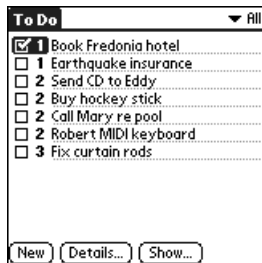 To Do All
1 Book Fredonia hotel
1 Earthquake insurance
2 Send CD to Eddy
2 Buy hockey stick
2 Call Mary re pool
2 Robert MIDI keyboard
3 Fix curtain rods
New Details... Show...